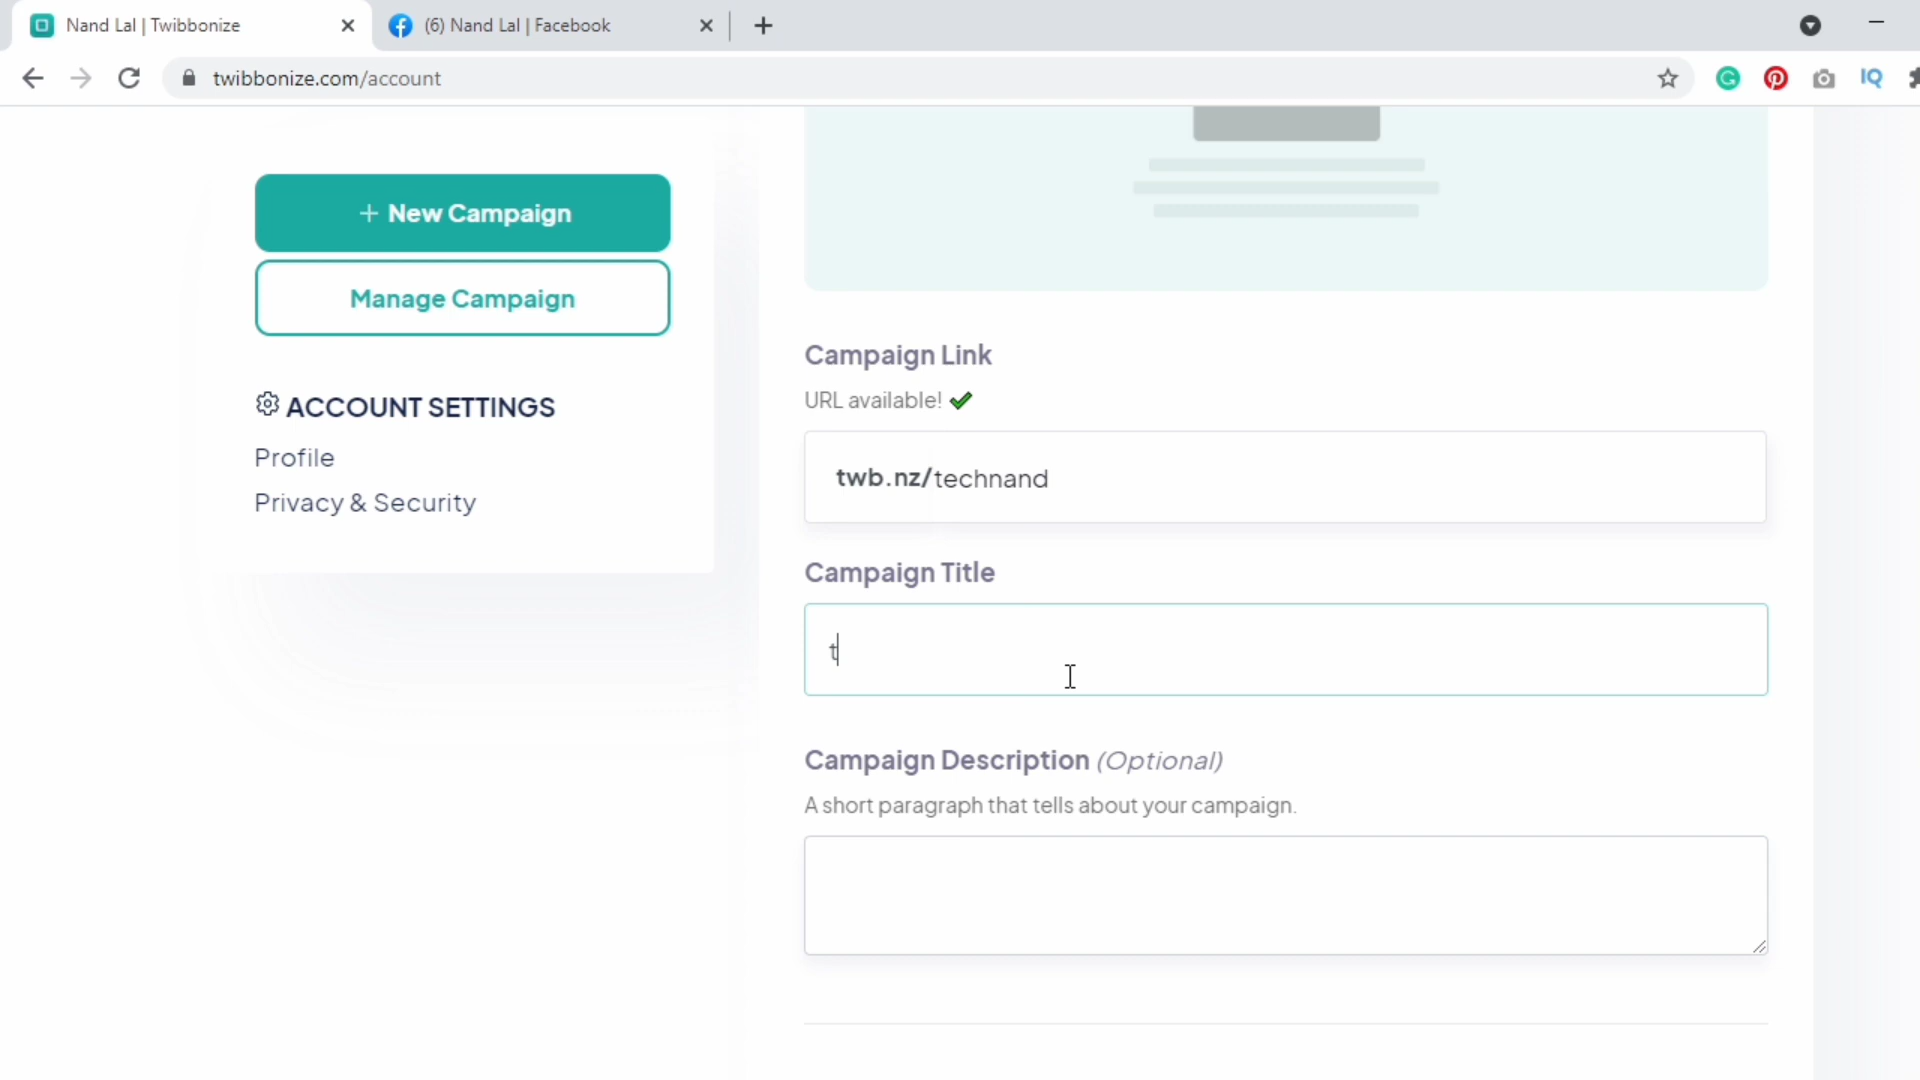 Nand Lal | Twibbonize
(6) Nand Lal | Facebook
twibbonize.com/account
IQ
+ New Campaign
Manage Campaign
ACCOUNT SETTINGS
Profile
Privacy & Security
Campaign Link
URL available!
twb.nz/technand
Campaign Title
t
Campaign Description (Optional)
A short paragraph that tells about your campaign.